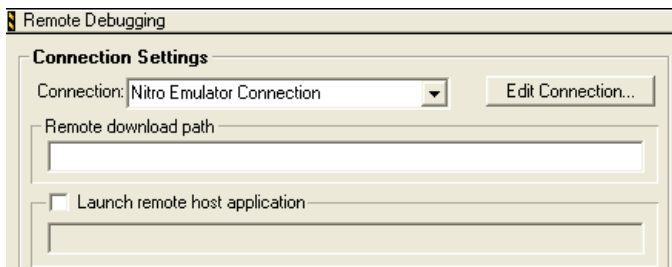 Remote Debugging
Connection Settings
Connection: Nitro Emulator Connection Edit Connection...
Remote download path
Launch remote host application